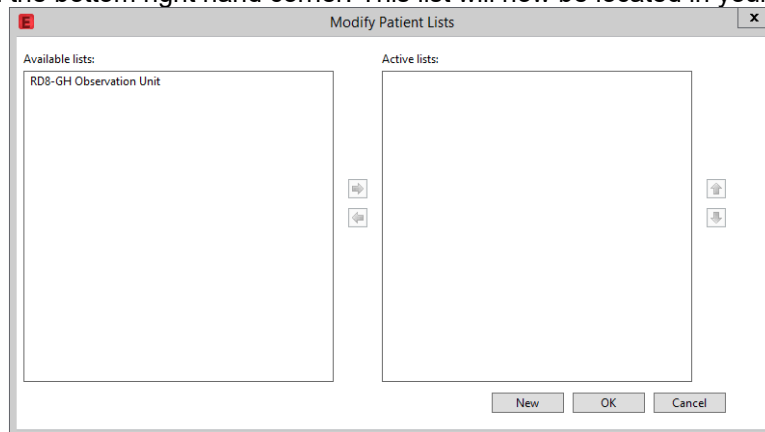 the bottom right hand corner. This list will now be located in your
E Modify Patient Lists x
Available lists: Active lists:
RD8-GH Observation Unit
New OK Cancel